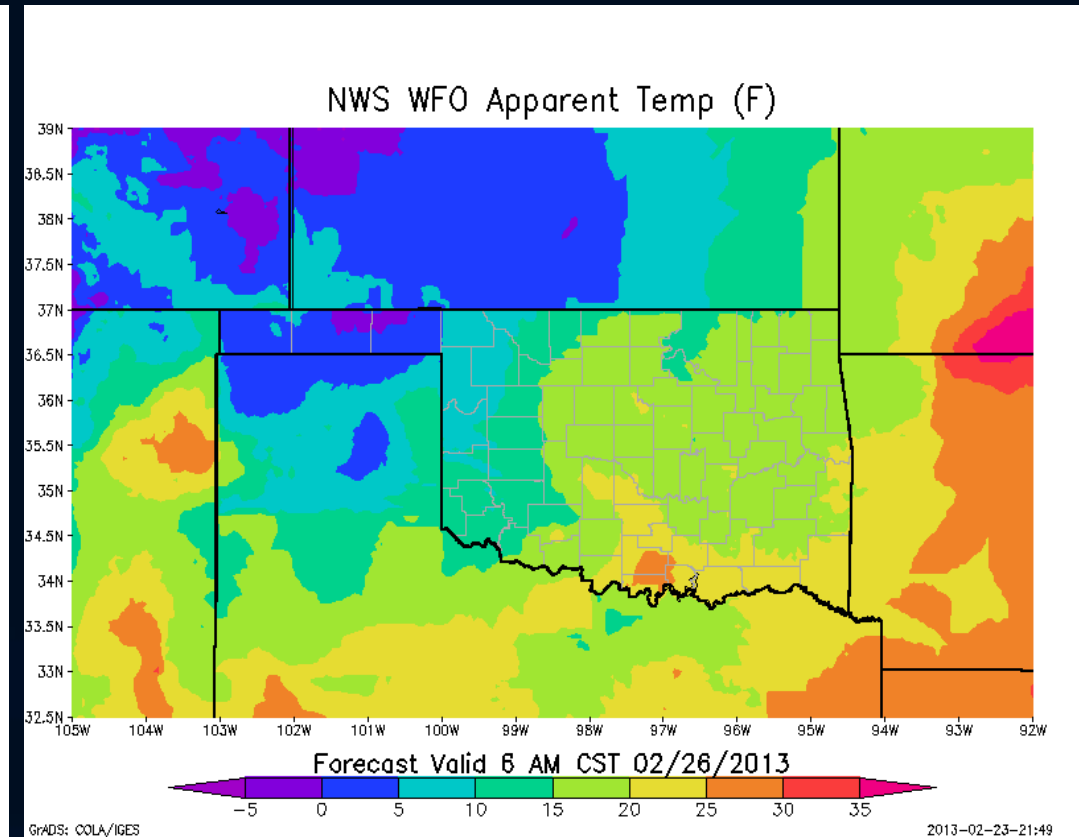 NWS WFO Apparent Temp (F)
39N
38.5N
38N
37.5N
37N
36.5N
36N
35.5N
35N
34.5N
34N
33.5N
33N
32.5N
105W 104W 103W 102W 101W 100W 99W 98W 97W 96W 95W 94W 93W 92W
Forecast Valid 6 AM CST 02/26/2013
-5 0 5 10 15 20 25 30 35
GrADS: COLA/IGES
2013-02-23-21:49